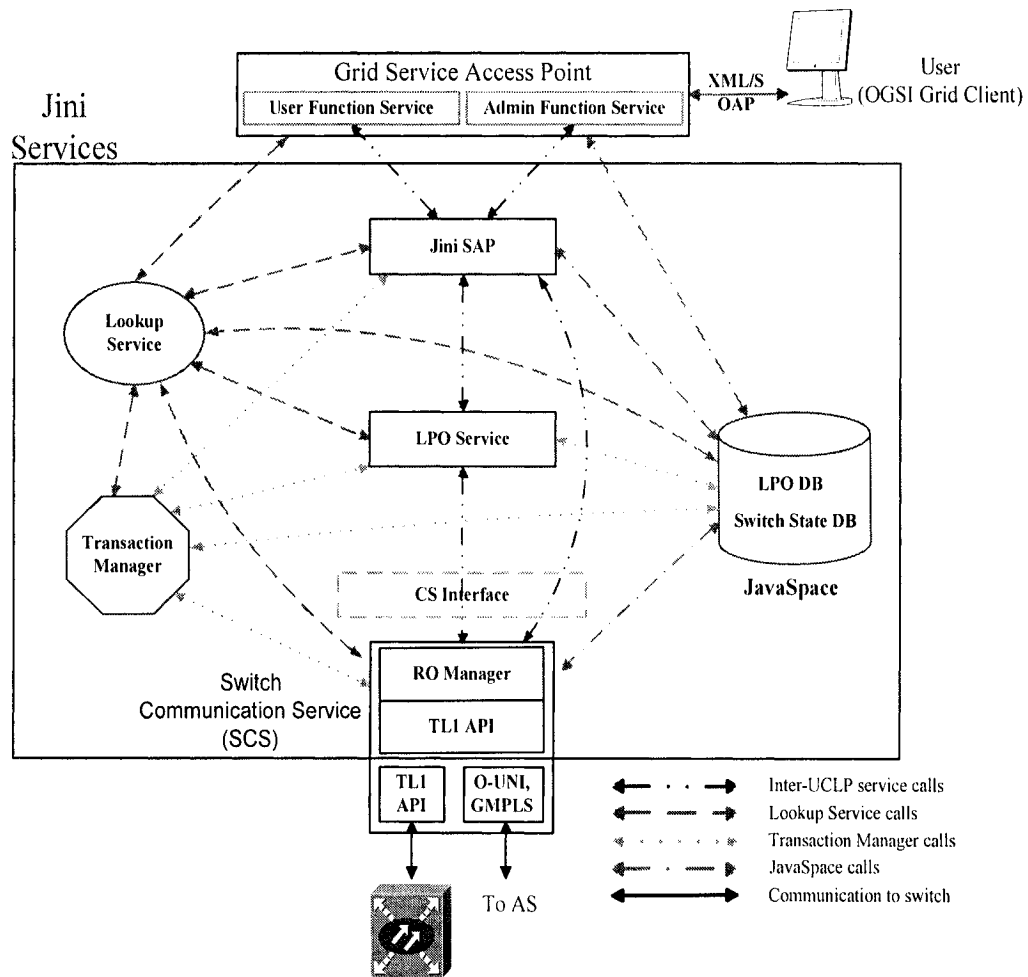 Grid Service Access Point
User Function Service
Admin Function Service
XML/S
OAP
User
(OGSI Grid Client)
Jini
Services
Jini SAP
Lookup
Service
LPO Service
LPO DB
Switch State DB
JavaSpace
Transaction
Manager
CS Interface
RO Manager
TL1 API
Switch
Communication Service
(SCS)
TL1
API
O-UNI,
GMPLS
To AS
Inter-UCLP service calls
Lookup Service calls
Transaction Manager calls
JavaSpace calls
Communication to switch